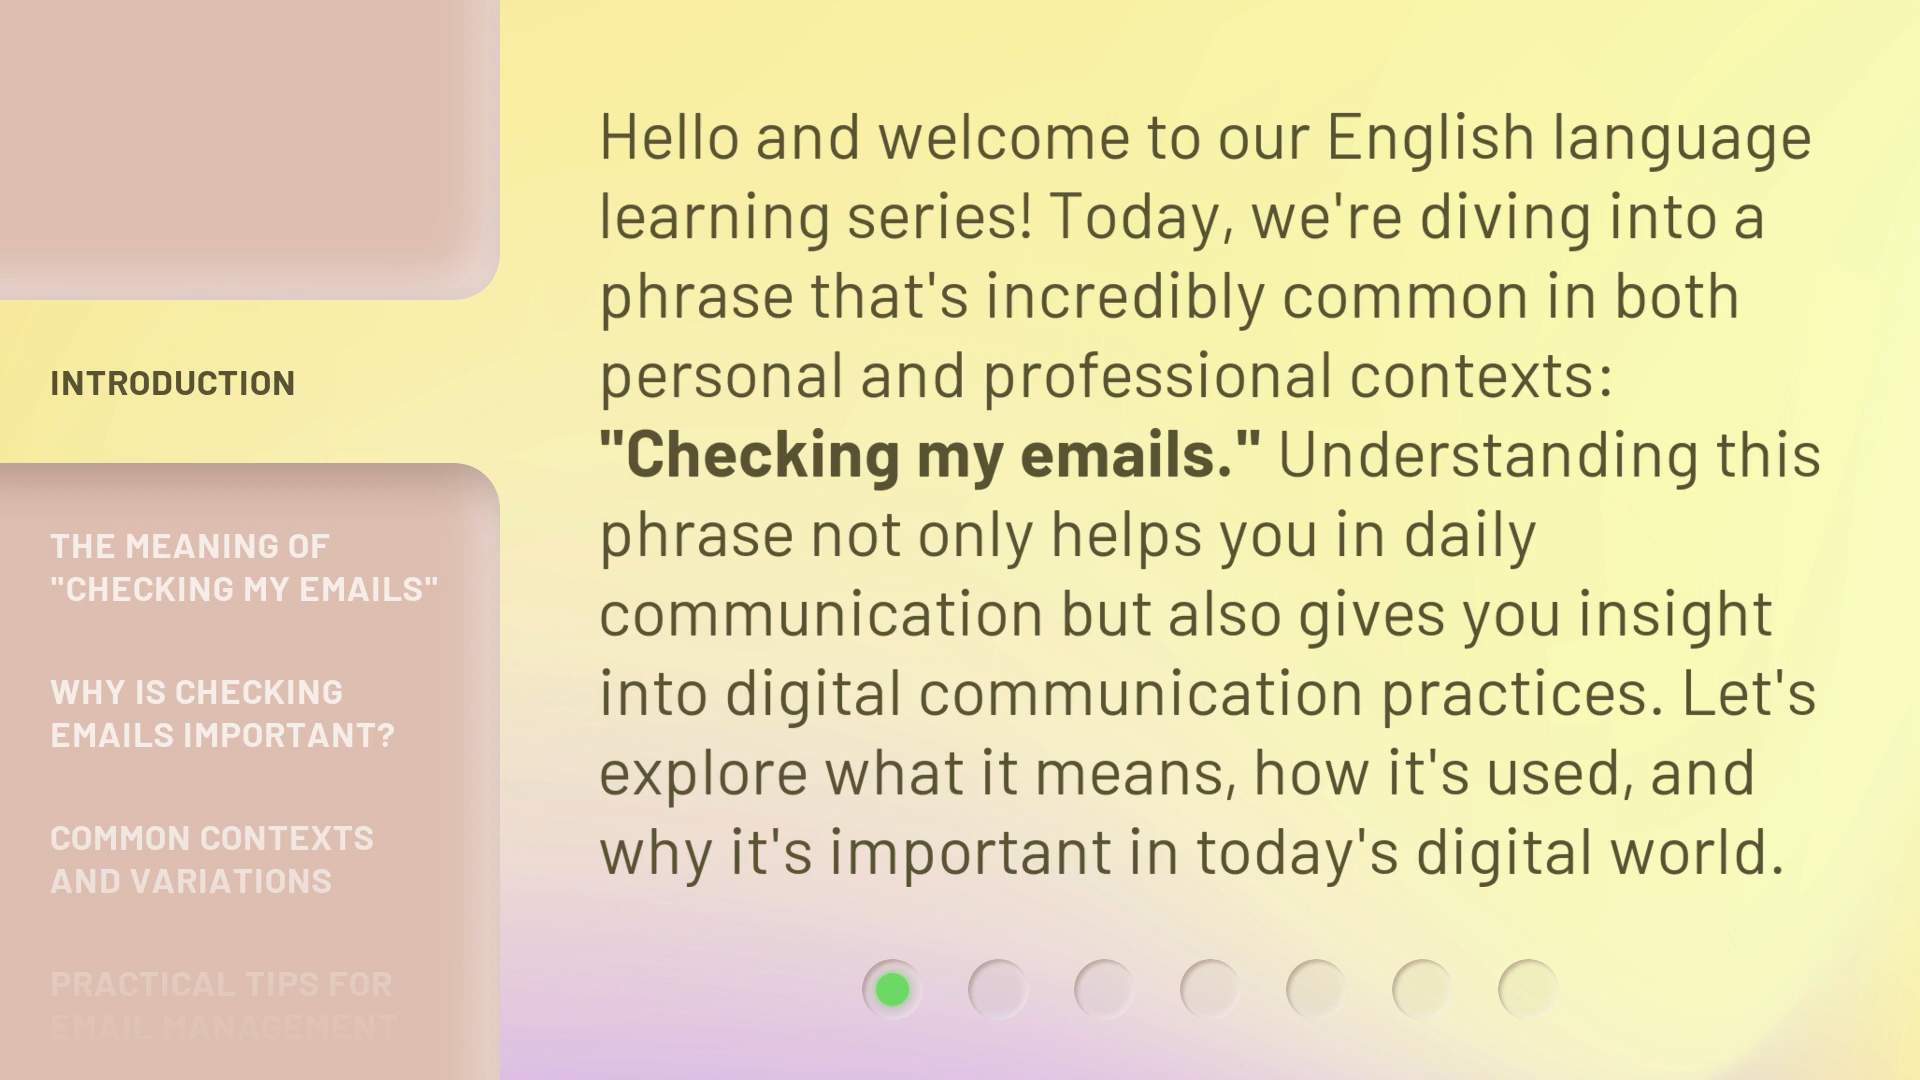 INTRODUCTION
THE MEANING OF
"CHECKING MY EMAILS"
WHY IS CHECKING
EMAILS IMPORTANT?
COMMON CONTEXTS
AND VARIATIONS
PRACTICAL TIPS FOR
EMAIL MANAGEMENT
Hello and welcome to our English language
learning series! Today, we're diving into a
phrase that's incredibly common in both
personal and professional contexts:
"Checking my emails." Understanding this
phrase not only helps you in daily
communication but also gives you insight
into digital communication practices. Let's
explore what it means, how it's used, and
why it's important in today's digital world.